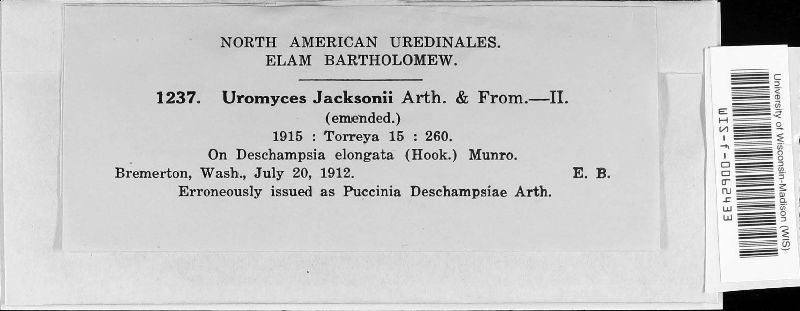 NORTH AMERICAN UREDINALES.
ELAM BARTHOLOMEW.
1237. Uromyces Jacksonii Arth. & From.—II.
(emended.)
1915 : Torreya 15 : 260.
On Deschampsia elongata (Hook.) Munro.
Bremerton, Wash., July 20, 1912. E. B.
Erroneously issued as Puccinia Deschampsiae Arth.
University of Wisconsin-Madison (WIS)
WIS-f-0092433